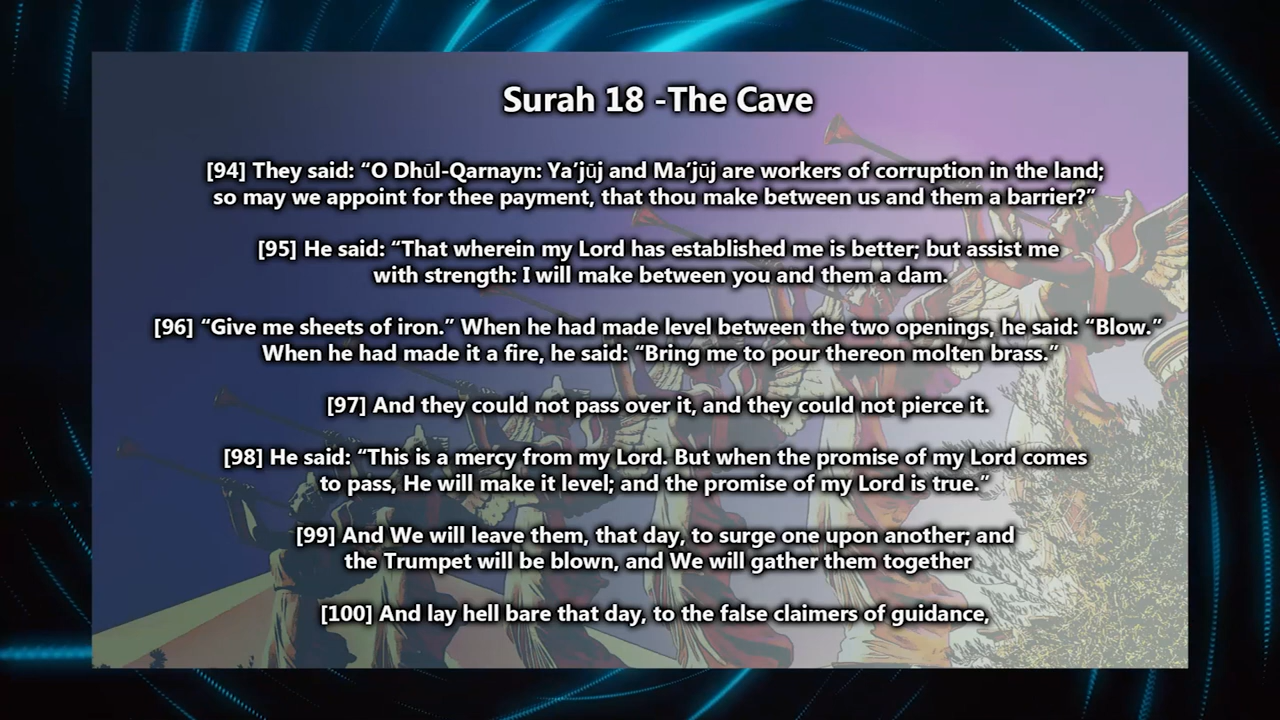 Surah 18 -The Cave
[94] They said: “O Dhūl-Qarnayn: Ya’jūj and Ma’jūj are workers of corruption in the land;
so may we appoint for thee payment, that thou make between us and them a barrier?”
[95] He said: “That wherein my Lord has established me is better; but assist me
with strength: I will make between you and them a dam.
[96] “Give me sheets of iron.” When he had made level between the two openings, he said: “Blow.”
When he had made it a fire, he said: “Bring me to pour thereon molten brass.”
[97] And they could not pass over it, and they could not pierce it.
[98] He said: “This is a mercy from my Lord. But when the promise of my Lord comes
to pass, He will make it level; and the promise of my Lord is true.”
[99] And We will leave them, that day, to surge one upon another; and
the Trumpet will be blown, and We will gather them together
[100] And lay hell bare that day, to the false claimers of guidance,